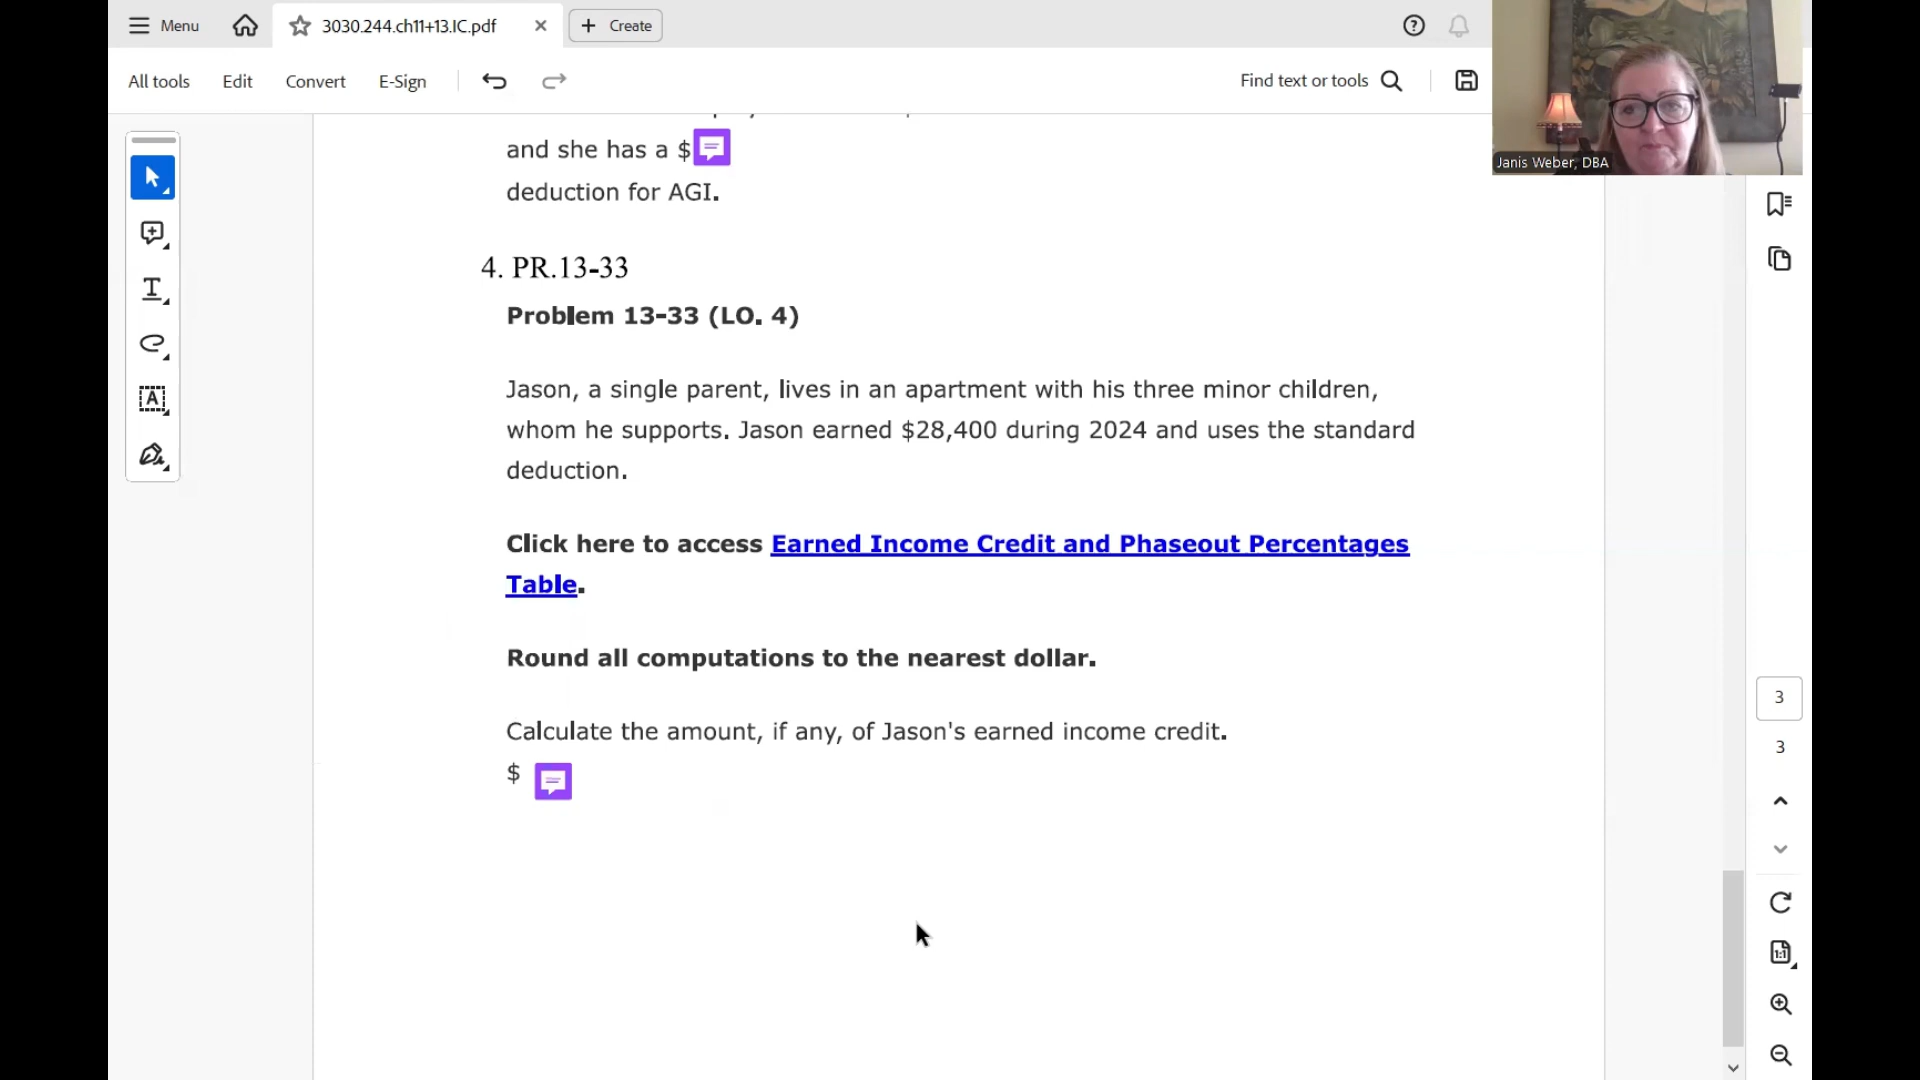 Menu
3030.244.ch11+13.IC.pdf
Create
All tools
Edit
Convert
E-Sign
Find text or tools
Janis Weber, DBA
and she has a $
deduction for AGI.
4. PR.13-33
Problem 13-33 (LO. 4)
Jason, a single parent, lives in an apartment with his three minor children,
whom he supports. Jason earned $28,400 during 2024 and uses the standard
deduction.
Click here to access Earned Income Credit and Phaseout Percentages
Table.
Round all computations to the nearest dollar.
Calculate the amount, if any, of Jason's earned income credit.
$
3
3